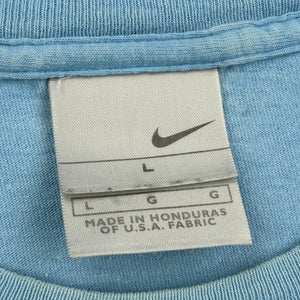 L
L G G
MADE IN HONDURAS
OF U.S.A. FABRIC